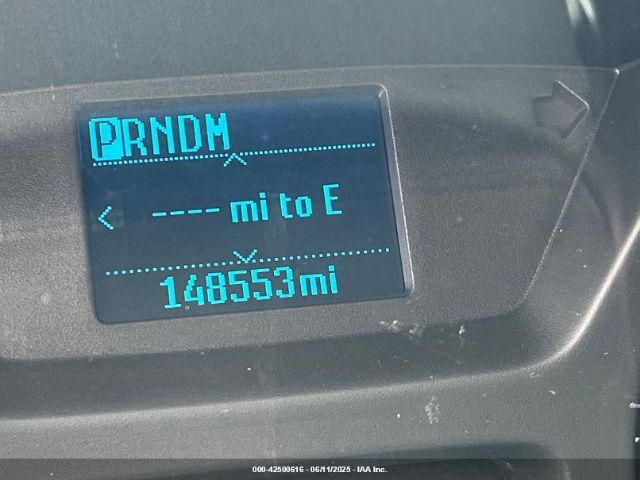 PRNDM
---- mi to E
148553mi
000-42500616 - 06/11/2025 - IAA Inc.